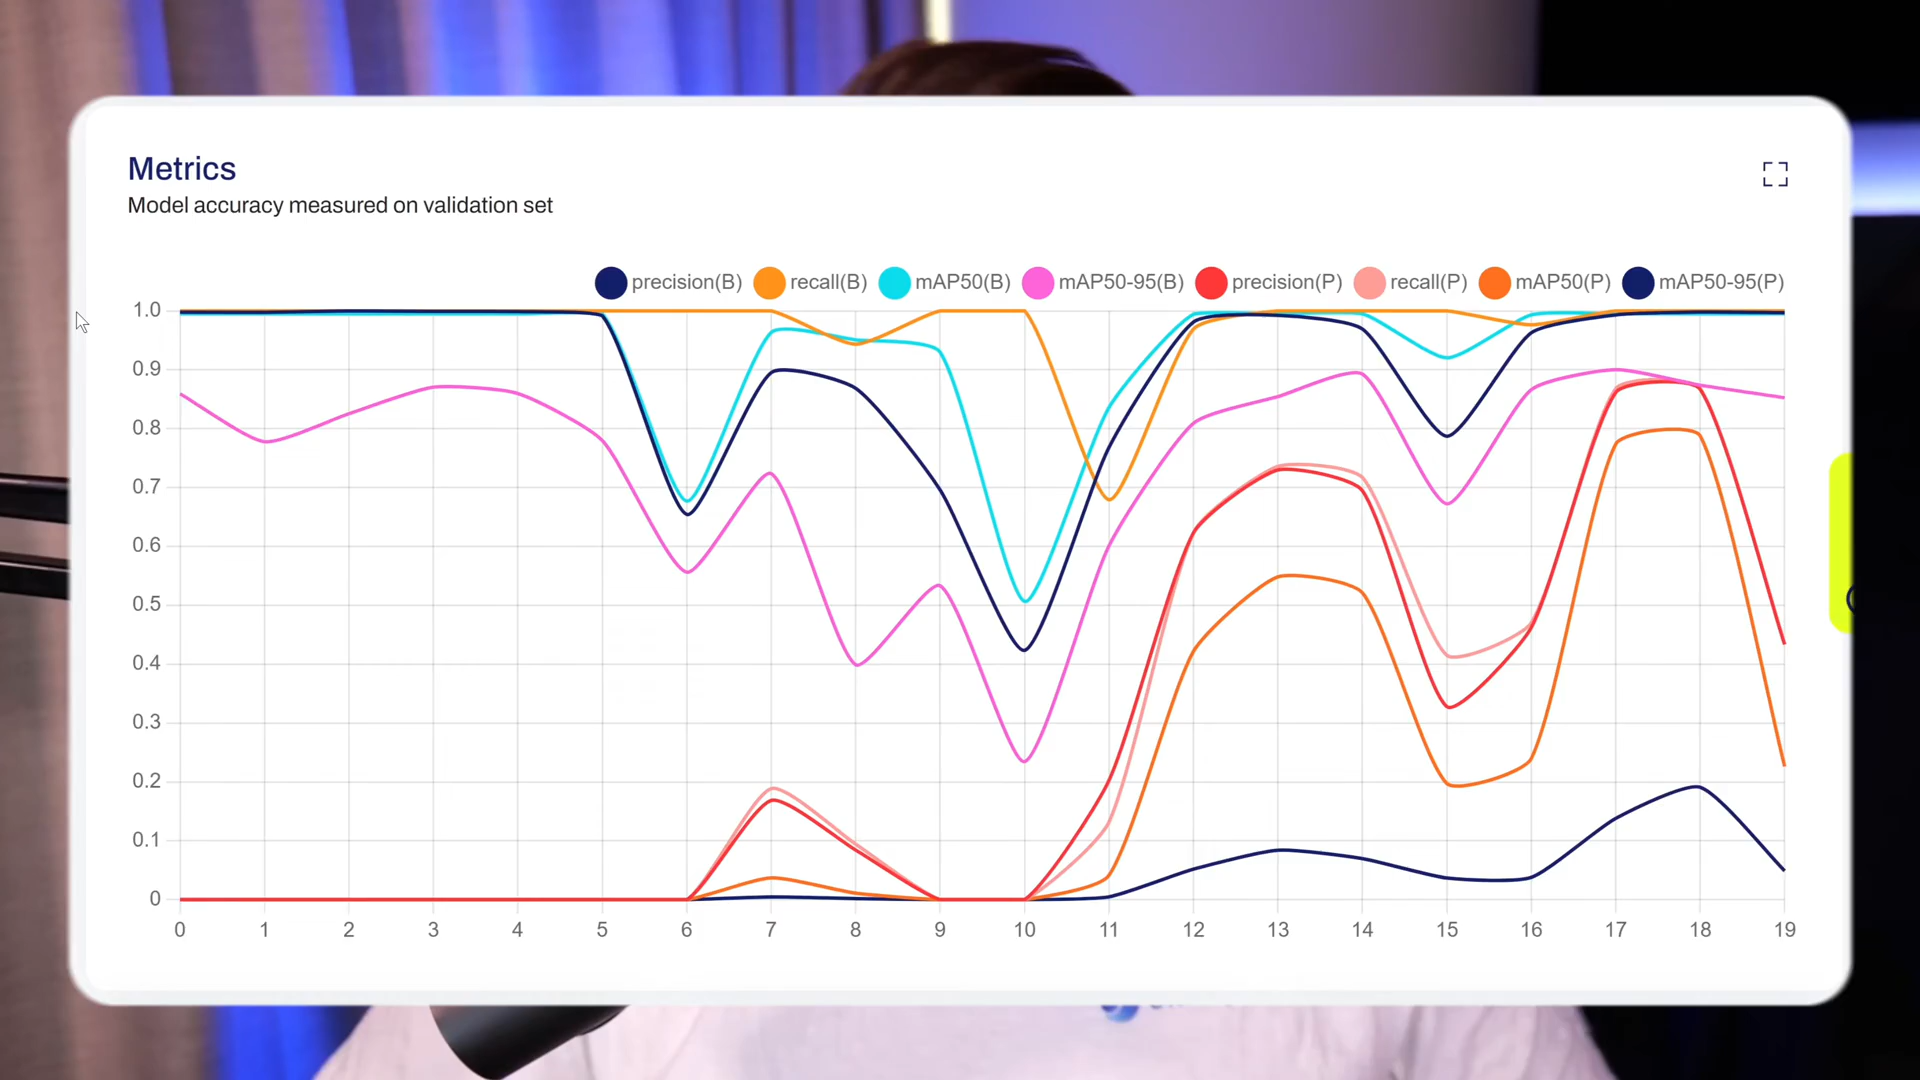 Metrics
Model accuracy measured on validation set
precision(B) recall(B) mAP50(B) mAP50-95(B) precision(P) recall(P) mAP50(P) mAP50-95(P)
1.0
0.9
0.8
0.7
0.6
0.5
0.4
0.3
0.2
0.1
0
0 1 2 3 4 5 6 7 8 9 10 11 12 13 14 15 16 17 18 19